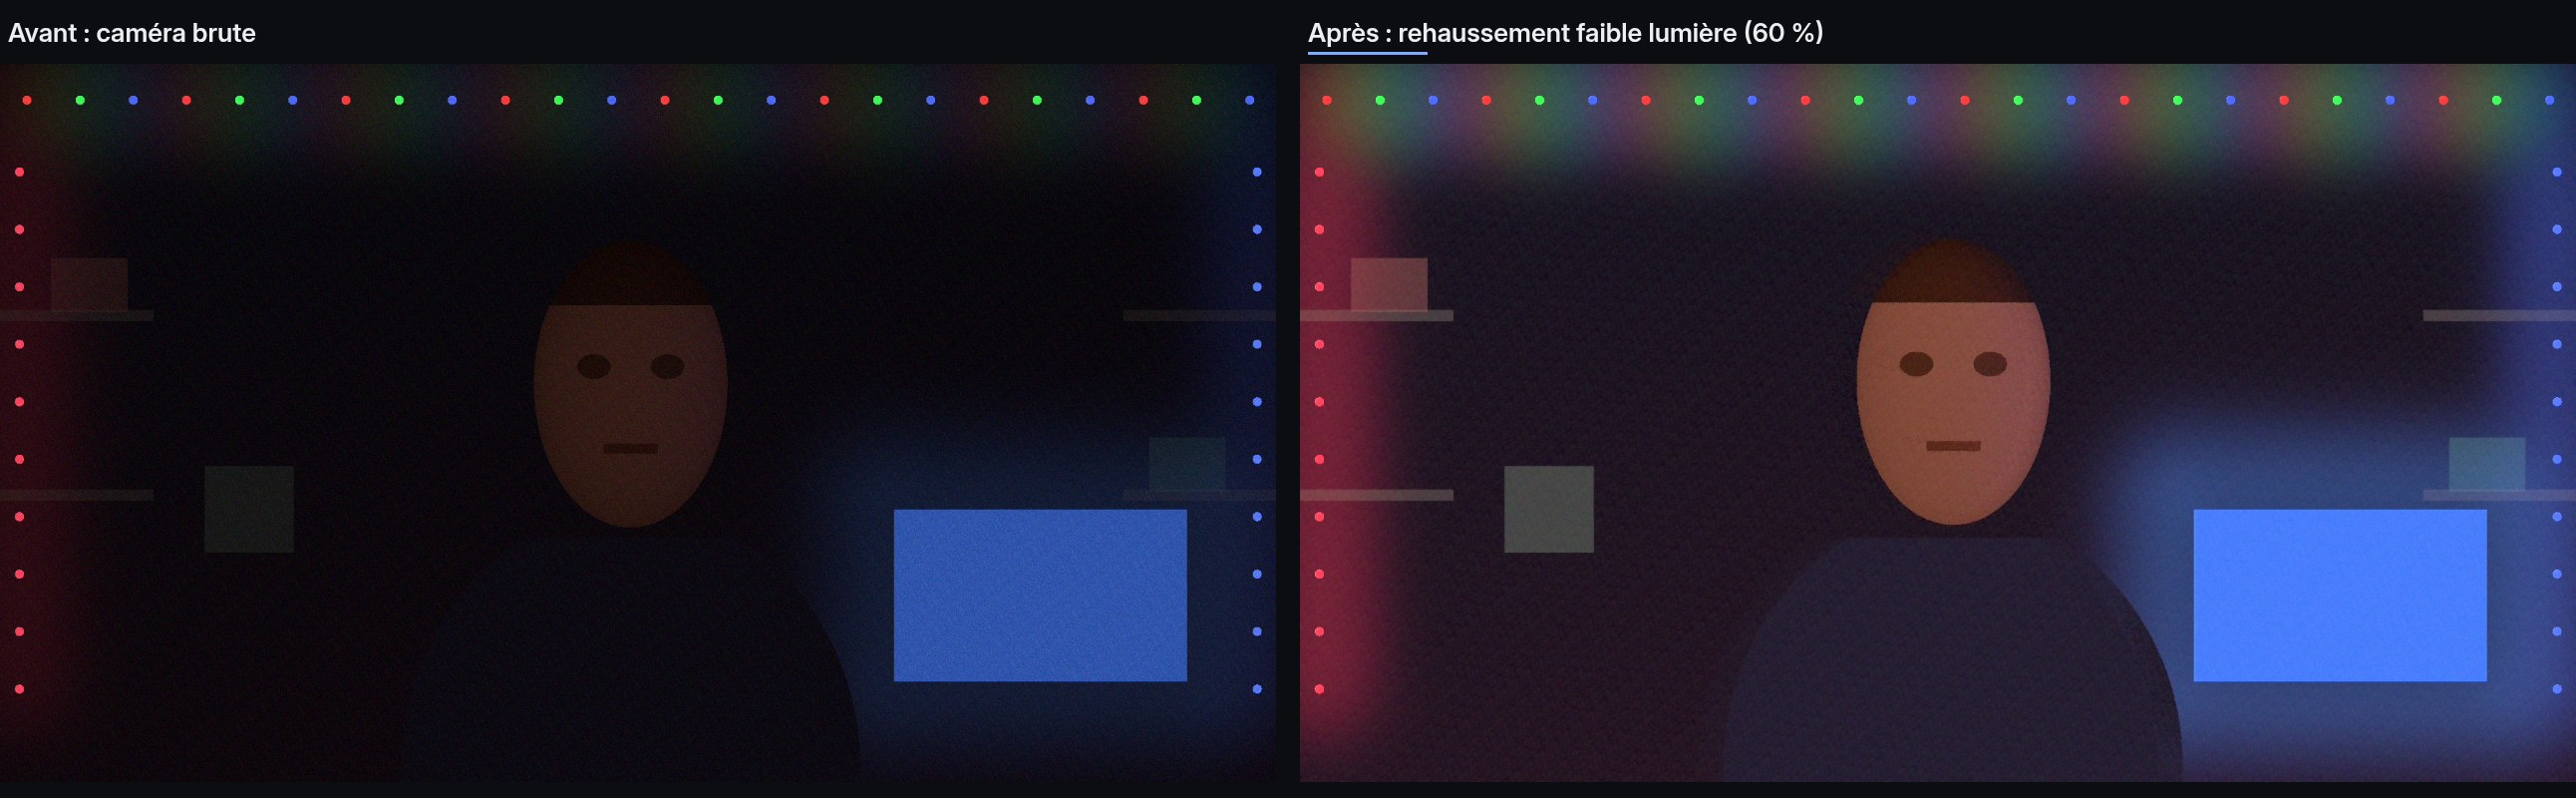 Avant : caméra brute
Après : rehaussement faible lumière (60 %)